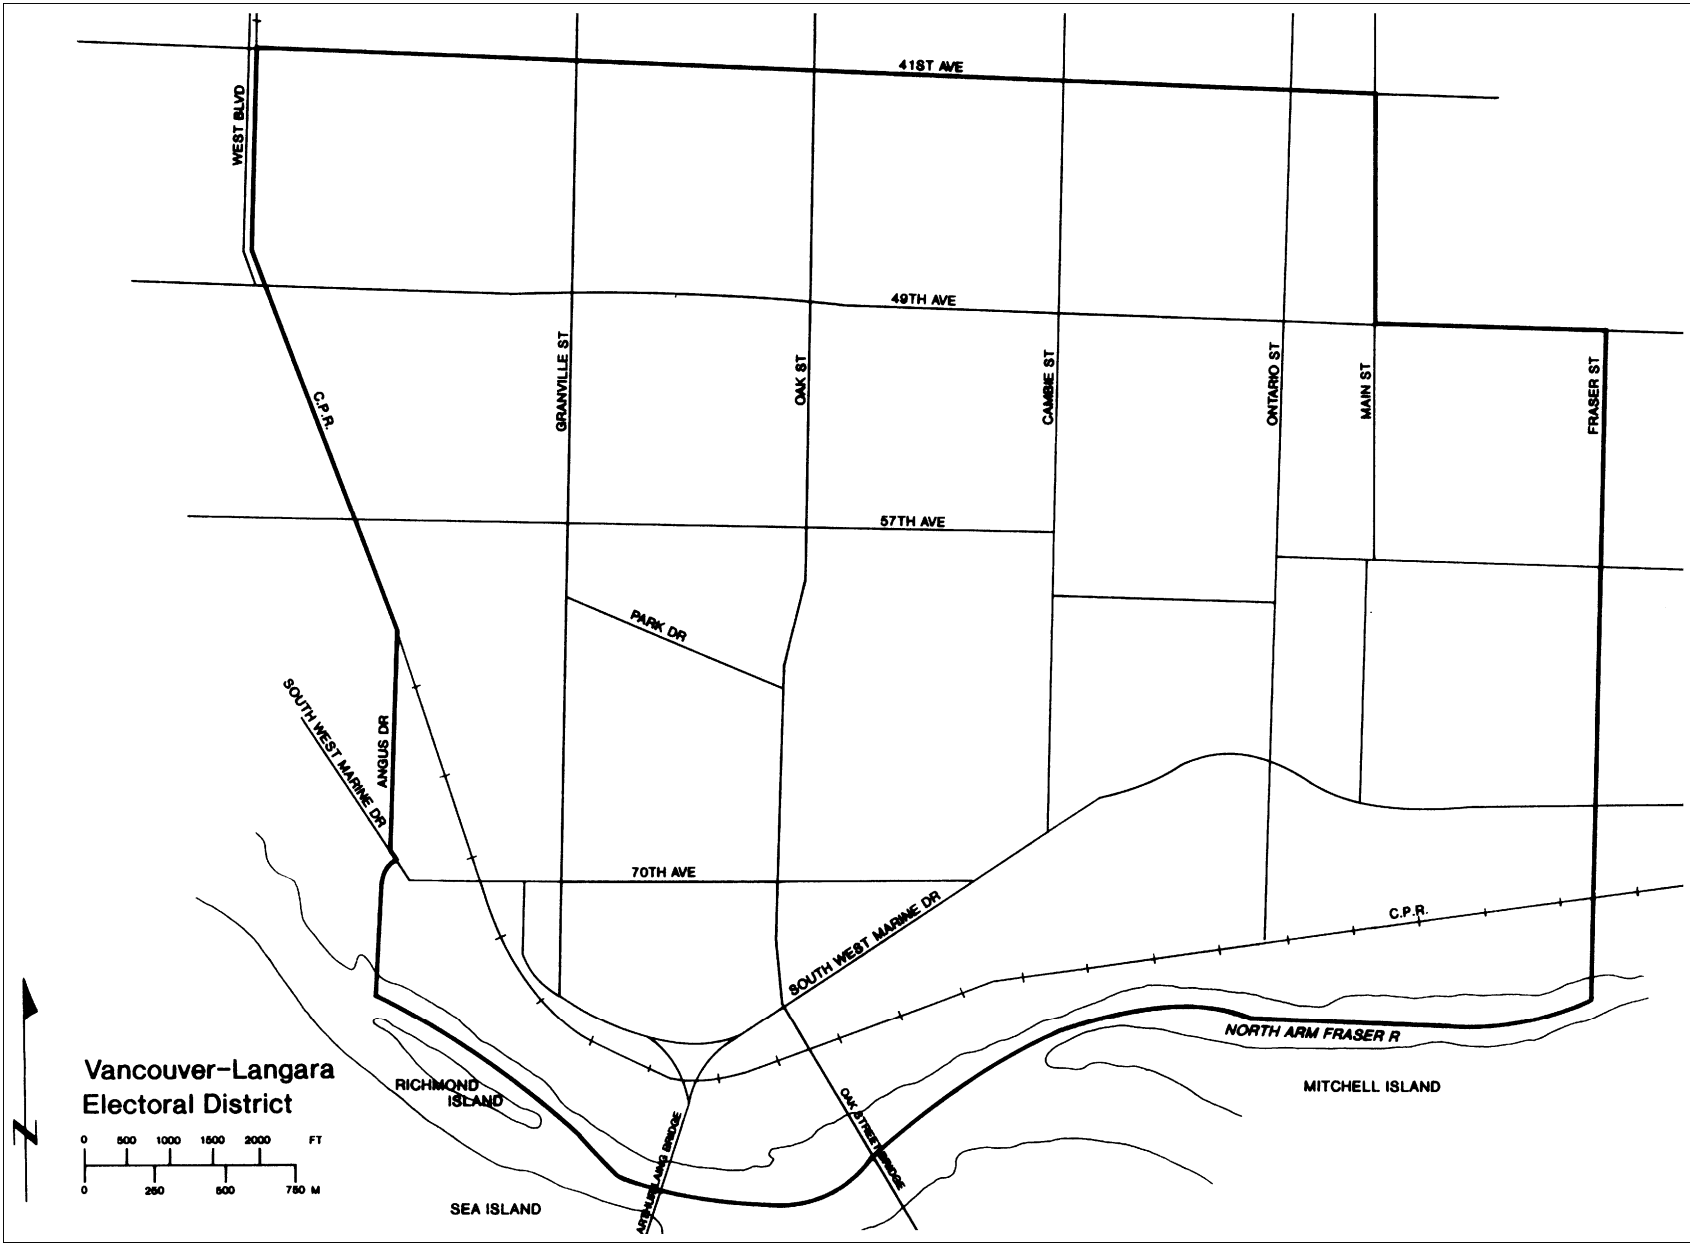 41ST AVE
WEST BLVD
49TH AVE
GRANVILLE ST
OAK ST
CAMBIE ST
ONTARIO ST
MAIN ST
FRASER ST
C.P.R.
57TH AVE
PARK DR
SOUTH WEST MARINE DR
ANGUS DR
70TH AVE
SOUTH WEST MARINE DR
C.P.R.
NORTH ARM FRASER R
MITCHELL ISLAND
RICHMOND
ISLAND
OAK STREET BRIDGE
ARTHUR LAING BRIDGE
SEA ISLAND
Vancouver-Langara
Electoral District
0 500 1000 1500 2000 FT
0 250 500 750 M
N